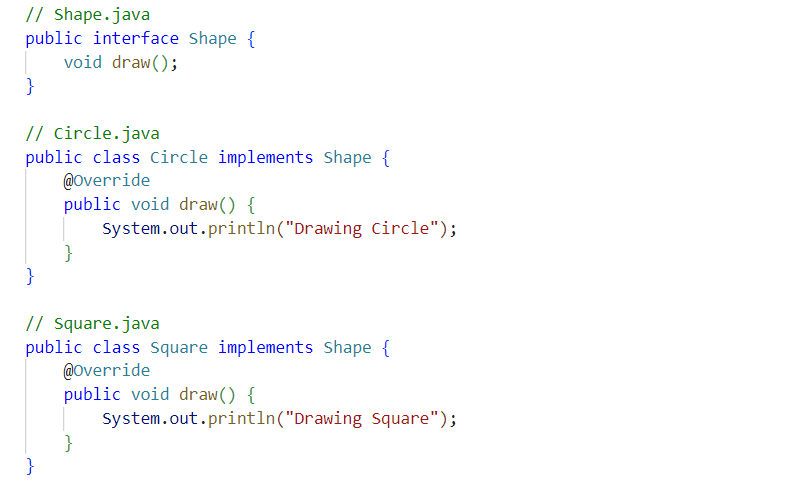 // Shape.java
public interface Shape {
    void draw();
}

// Circle.java
public class Circle implements Shape {
    @Override
    public void draw() {
        System.out.println("Drawing Circle");
    }
}

// Square.java
public class Square implements Shape {
    @Override
    public void draw() {
        System.out.println("Drawing Square");
    }
}